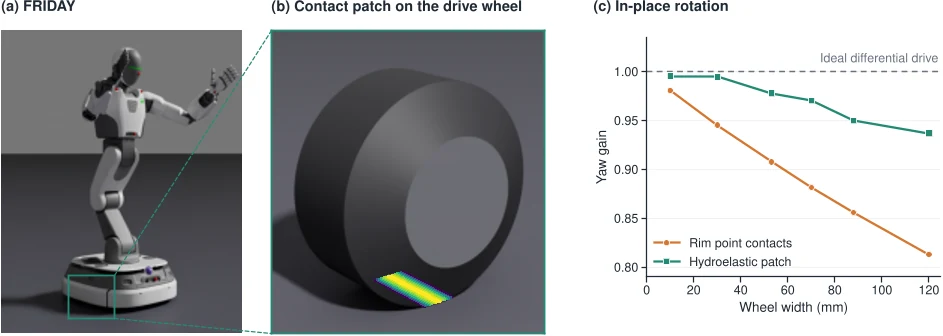 (a) FRIDAY
(b) Contact patch on the drive wheel
(c) In-place rotation
Ideal differential drive
1.00
0.95
0.90
0.85
0.80
Yaw gain
Rim point contacts
Hydroelastic patch
0 20 40 60 80 100 120
Wheel width (mm)